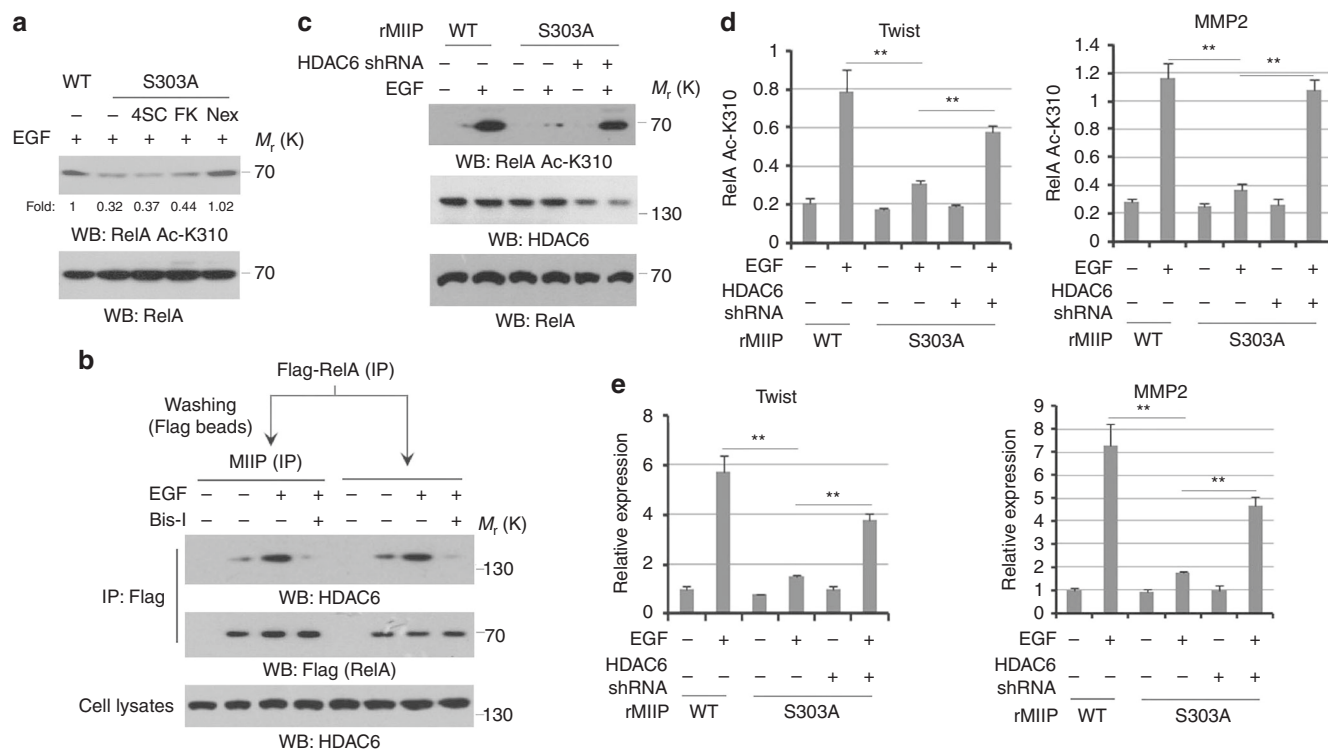 a
WT S303A
– – 4SC FK Nex
EGF + + + + + Mr (K)
70
Fold: 1 0.32 0.37 0.44 1.02
WB: RelA Ac-K310
70
WB: RelA
b
Flag-RelA (IP)
Washing
(Flag beads)
MIIP (IP)
EGF – – + + – – + +
Bis-I – – – + – – – + Mr (K)
130
WB: HDAC6
IP: Flag
70
WB: Flag (RelA)
Cell lysates
130
WB: HDAC6
c
rMIIP WT S303A
HDAC6 shRNA – – – – + +
EGF – + – + – + Mr (K)
70
WB: RelA Ac-K310
130
WB: HDAC6
70
WB: RelA
d
Twist
RelA Ac-K310
1
0.8
0.6
0.4
0.2
0
** **
EGF – + – + – +
HDAC6
shRNA – – – – + +
rMIIP WT S303A
MMP2
RelA Ac-K310
1.4
1.2
1
0.8
0.6
0.4
0.2
0
** **
EGF – + – + – +
HDAC6
shRNA – – – – + +
rMIIP WT S303A
e
Twist
Relative expression
8
6
4
2
0
**
**
EGF – + – + – +
HDAC6
shRNA – – – – + +
rMIIP WT S303A
MMP2
Relative expression
9
8
7
6
5
4
3
2
1
0
**
**
EGF – + – + – +
HDAC6
shRNA – – – – + +
rMIIP WT S303A